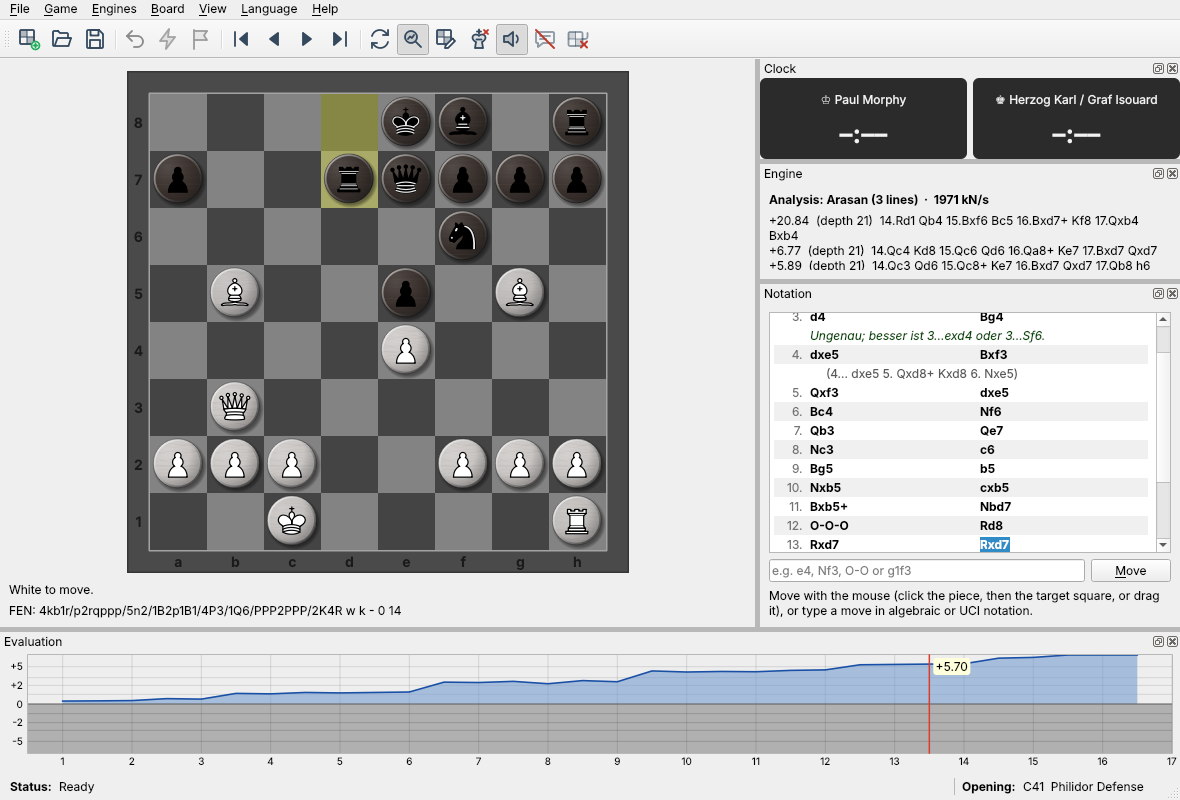 File Game Engines Board View Language Help
Clock
♔ Paul Morphy
–:––
♚ Herzog Karl / Graf Isouard
–:––
8
7
6
5
4
3
2
1
a b c d e f g h
Engine
Analysis: Arasan (3 lines) · 1971 kN/s
+20.84 (depth 21) 14.Rd1 Qb4 15.Bxf6 Bc5 16.Bxd7+ Kf8 17.Qxb4
Bxb4
+6.77 (depth 21) 14.Qc4 Kd8 15.Qc6 Qd6 16.Qa8+ Ke7 17.Bxd7 Qxd7
+5.89 (depth 21) 14.Qc3 Qd6 15.Qc8+ Ke7 16.Bxd7 Qxd7 17.Qb8 h6
Notation
3. d4 Bg4
Ungenau; besser ist 3...exd4 oder 3...Sf6.
4. dxe5 Bxf3
(4... dxe5 5. Qxd8+ Kxd8 6. Nxe5)
5. Qxf3 dxe5
6. Bc4 Nf6
7. Qb3 Qe7
8. Nc3 c6
9. Bg5 b5
10. Nxb5 cxb5
11. Bxb5+ Nbd7
12. O-O-O Rd8
13. Rxd7 Rxd7
e.g. e4, Nf3, O-O or g1f3
Move
Move with the mouse (click the piece, then the target square, or drag
it), or type a move in algebraic or UCI notation.
White to move.
FEN: 4kb1r/p2rqppp/5n2/1B2p1B1/4P3/1Q6/PPP2PPP/2K4R w k - 0 14
Evaluation
+5
+2
0
-2
-5
+5.70
1 2 3 4 5 6 7 8 9 10 11 12 13 14 15 16 17
Status: Ready
Opening: C41 Philidor Defense